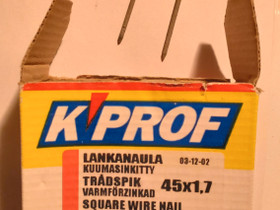 K'PROF
LANKANAULA 03-12-02
KUUMASINKITTY
TRÅDSPIK 45x1,7
VARMFÖRZINKAD
SQUARE WIRE NAIL